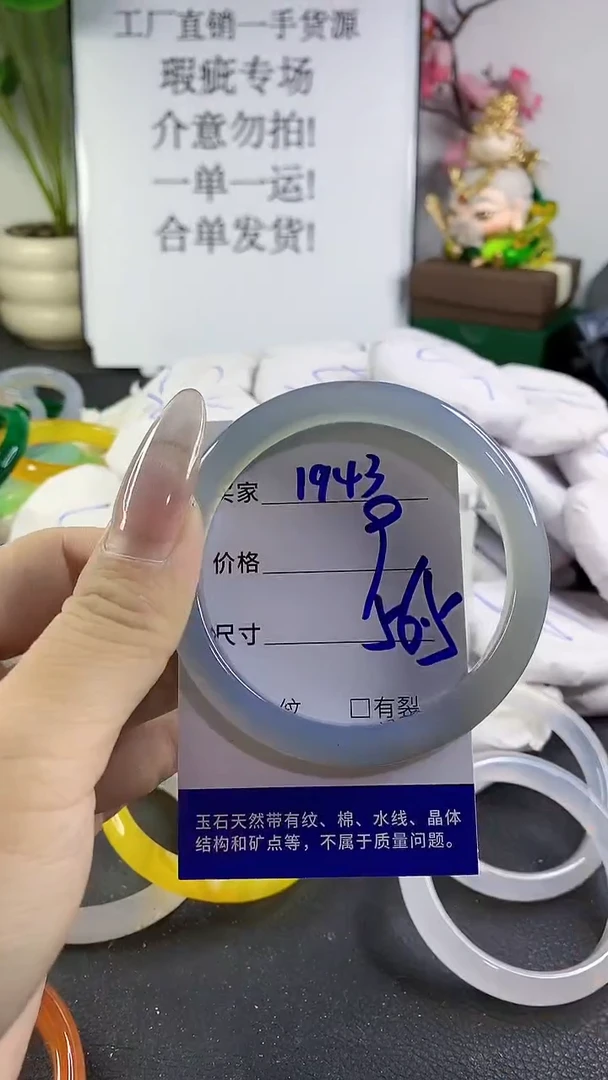 工厂直销一手货源
瑕疵专场
介意勿拍!
一单一运!
合单发货!
买家 1943
价格
尺寸 56.5
纹 □有裂
玉石天然带有纹、棉、水线、晶体
结构和矿点等，不属于质量问题。